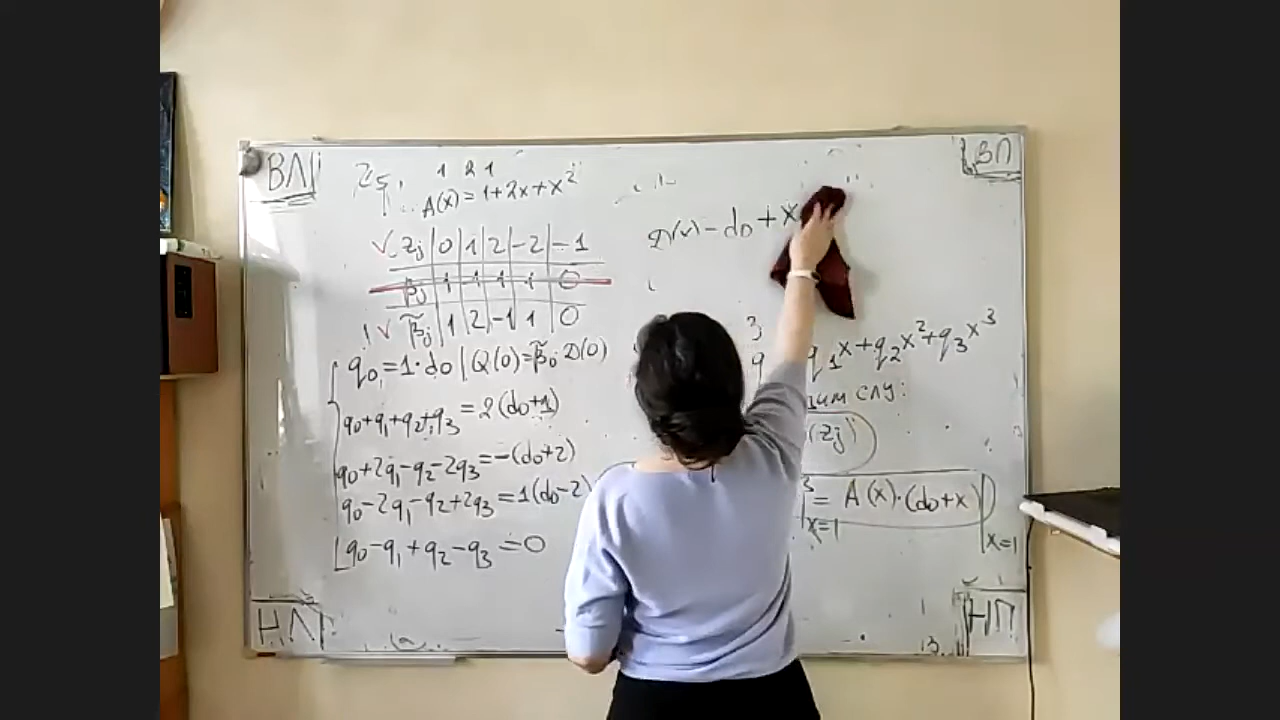 ВЛ
Z₅.
1 2 1
A(x) = 1+2x+x²
✓ zⱼ | 0 | 1 | 2 | -2 | -1
βⱼ | 1 | -1 | -1 | 1 | 0
! ✓ β̃ⱼ | 1 | 2 | -1 | 1 | 0
q₀ = 1·d₀ | Q(0) = β̃₀·D(0)
q₀+q₁+q₂+q₃ = 2(d₀+1)
q₀+2q₁-q₂-2q₃ = -(d₀+2)
q₀-2q₁-q₂+2q₃ = 1(d₀-2)
q₀-q₁+q₂-q₃ = 0
НЛ
D(x) - d₀ + x
3
q q₁x+q₂x²+q₃x³
слу:
(zⱼ)
³|x=1 = A(x)·(d₀+x)|x=1
ВП
НП